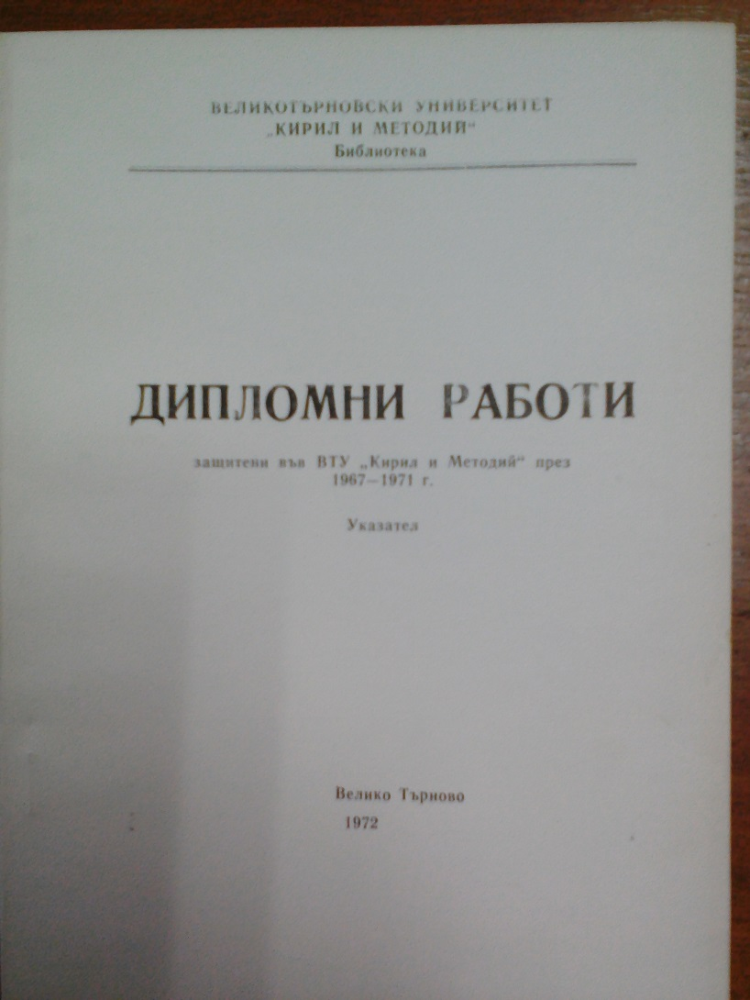 ВЕЛИКОТЪРНОВСКИ УНИВЕРСИТЕТ
„КИРИЛ И МЕТОДИЙ“
Библиотека
ДИПЛОМНИ РАБОТИ
защитени във ВТУ „Кирил и Методий“ през
1967—1971 г.
Указател
Велико Търново
1972